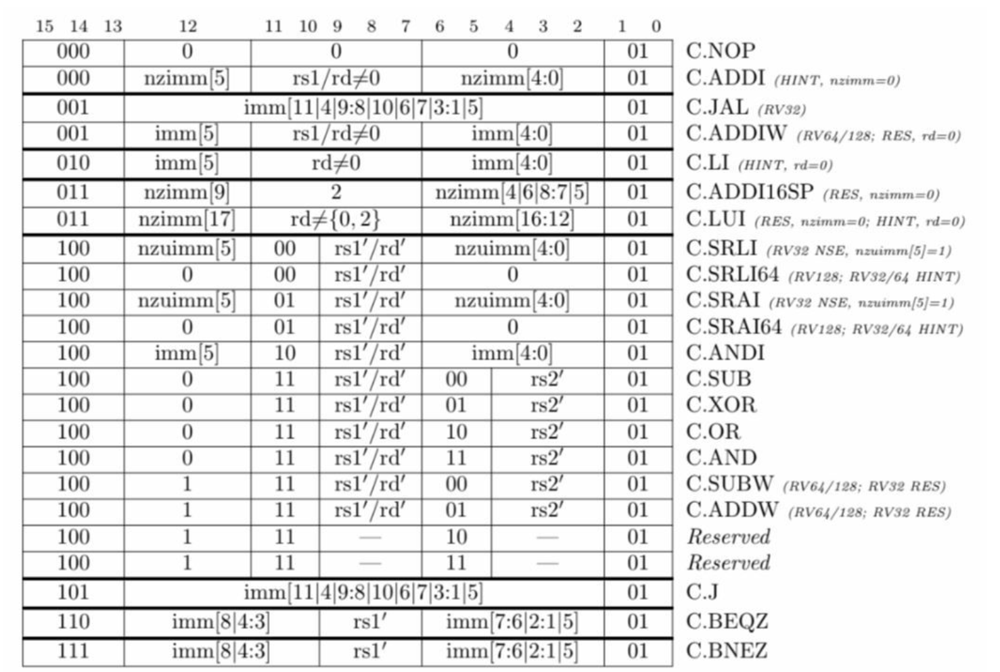 15 14 13 12 11 10 9 8 7 6 5 4 3 2 1 0
000 0 0 0 01 C.NOP
000 nzimm[5] rs1/rd≠0 nzimm[4:0] 01 C.ADDI (HINT, nzimm=0)
001 imm[11|4|9:8|10|6|7|3:1|5] 01 C.JAL (RV32)
001 imm[5] rs1/rd≠0 imm[4:0] 01 C.ADDIW (RV64/128; RES, rd=0)
010 imm[5] rd≠0 imm[4:0] 01 C.LI (HINT, rd=0)
011 nzimm[9] 2 nzimm[4|6|8:7|5] 01 C.ADDI16SP (RES, nzimm=0)
011 nzimm[17] rd≠{0, 2} nzimm[16:12] 01 C.LUI (RES, nzimm=0; HINT, rd=0)
100 nzuimm[5] 00 rs1′/rd′ nzuimm[4:0] 01 C.SRLI (RV32 NSE, nzuimm[5]=1)
100 0 00 rs1′/rd′ 0 01 C.SRLI64 (RV128; RV32/64 HINT)
100 nzuimm[5] 01 rs1′/rd′ nzuimm[4:0] 01 C.SRAI (RV32 NSE, nzuimm[5]=1)
100 0 01 rs1′/rd′ 0 01 C.SRAI64 (RV128; RV32/64 HINT)
100 imm[5] 10 rs1′/rd′ imm[4:0] 01 C.ANDI
100 0 11 rs1′/rd′ 00 rs2′ 01 C.SUB
100 0 11 rs1′/rd′ 01 rs2′ 01 C.XOR
100 0 11 rs1′/rd′ 10 rs2′ 01 C.OR
100 0 11 rs1′/rd′ 11 rs2′ 01 C.AND
100 1 11 rs1′/rd′ 00 rs2′ 01 C.SUBW (RV64/128; RV32 RES)
100 1 11 rs1′/rd′ 01 rs2′ 01 C.ADDW (RV64/128; RV32 RES)
100 1 11 — 10 — 01 Reserved
100 1 11 — 11 — 01 Reserved
101 imm[11|4|9:8|10|6|7|3:1|5] 01 C.J
110 imm[8|4:3] rs1′ imm[7:6|2:1|5] 01 C.BEQZ
111 imm[8|4:3] rs1′ imm[7:6|2:1|5] 01 C.BNEZ